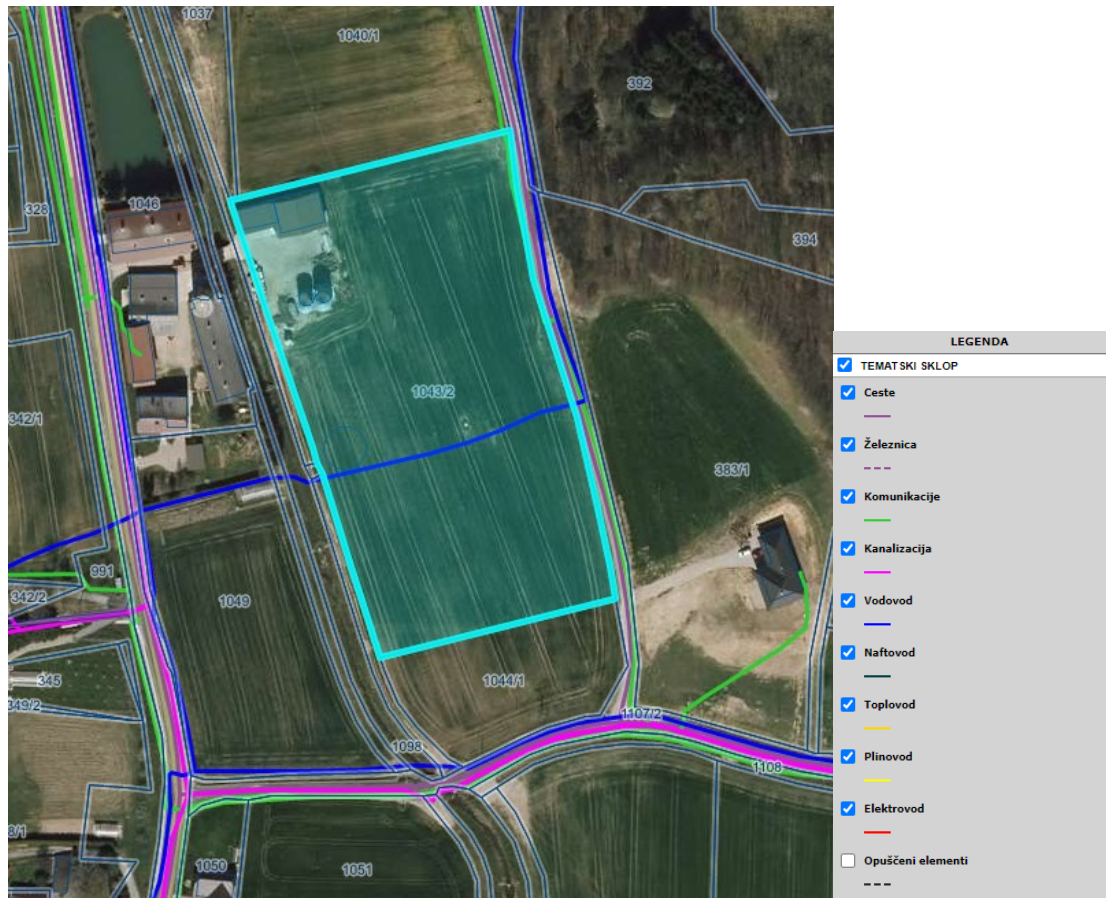 1037
1040/1
392
328
1046
394
342/1
1043/2
383/1
991
342/2
1049
345
349/2
1044/1
1107/2
1098
1108
8/1
1050
1051
LEGENDA
TEMATSKI SKLOP
Ceste
Železnica
Komunikacije
Kanalizacija
Vodovod
Naftovod
Toplovod
Plinovod
Elektrovod
Opuščeni elementi